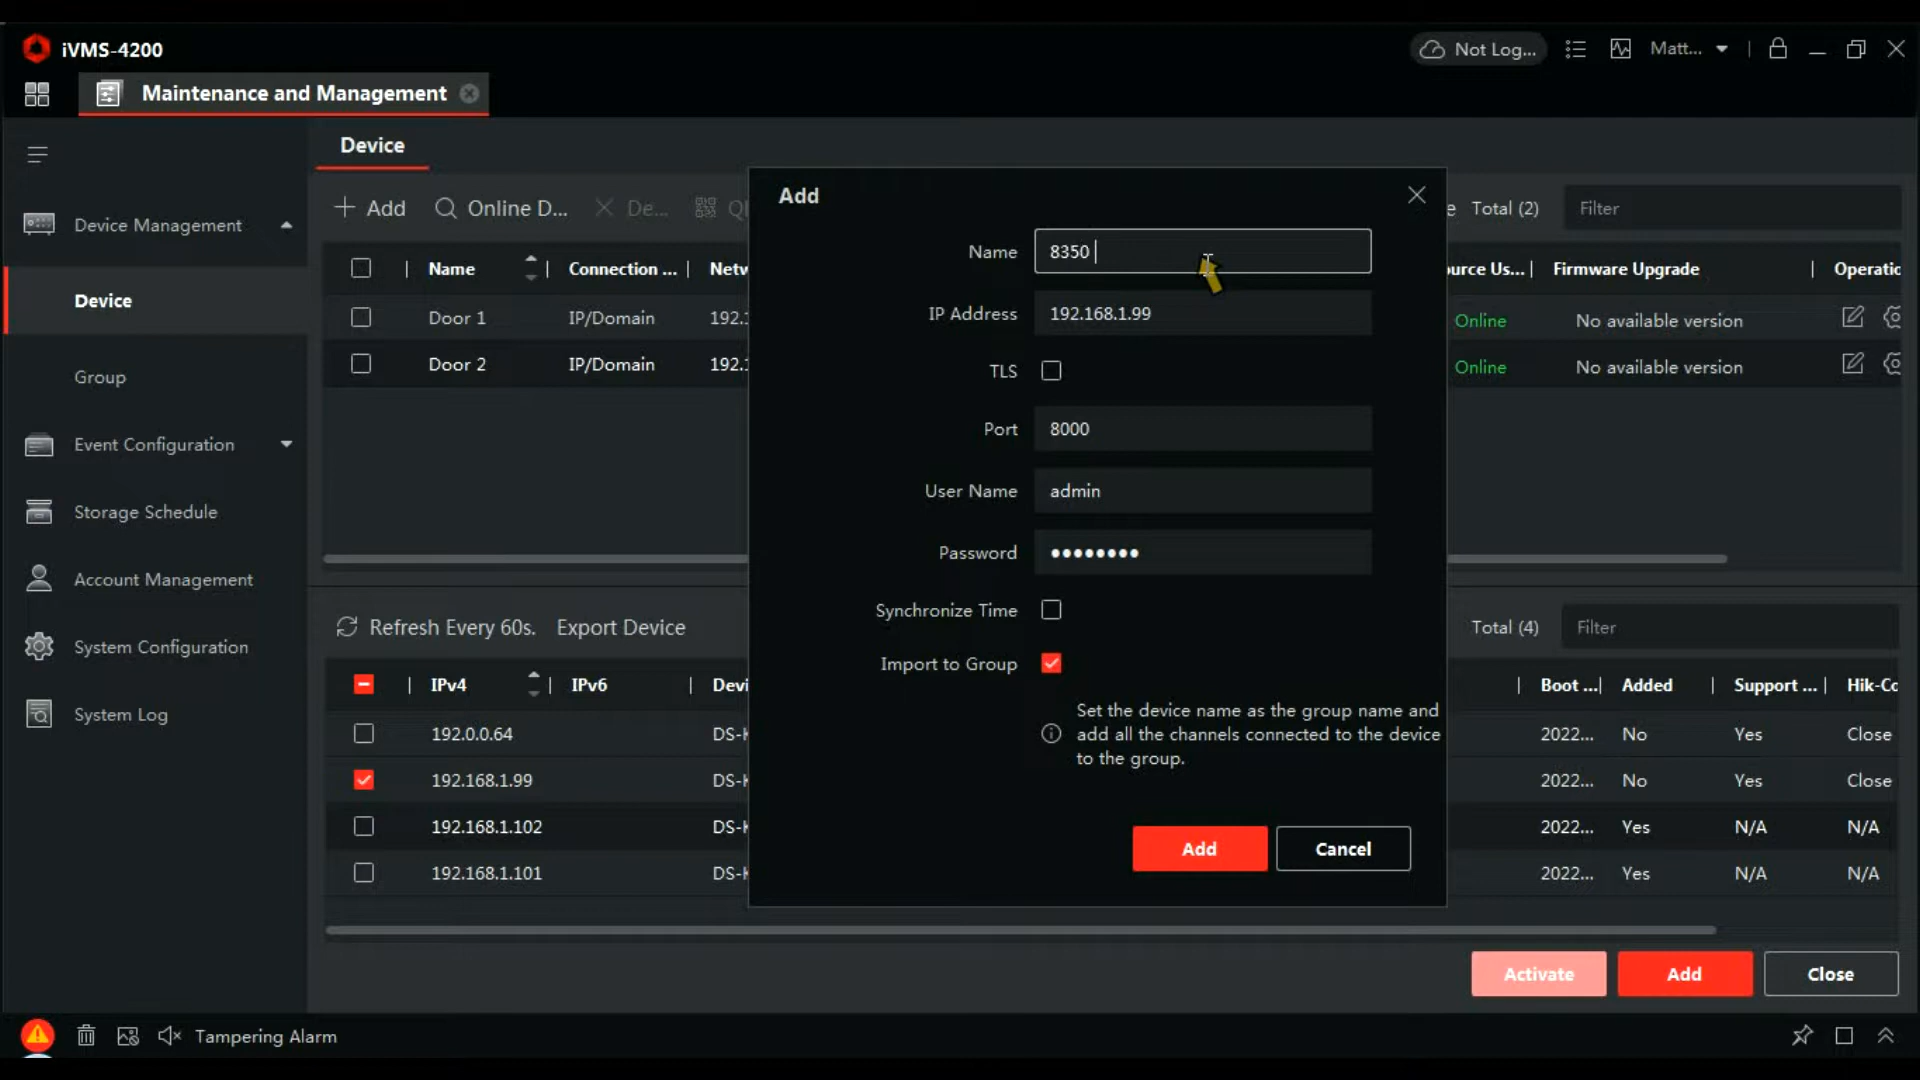 iVMS-4200
Not Log...
Matt...
Maintenance and Management
Device
Add
Online D...
De...
Total (2)
Filter
Name
Connection ...
Firmware Upgrade
Door 1
IP/Domain
Online
No available version
Door 2
IP/Domain
Online
No available version
Device Management
Device
Group
Event Configuration
Storage Schedule
Account Management
System Configuration
System Log
Add
Name
8350
IP Address
192.168.1.99
TLS
Port
8000
User Name
admin
Password
••••••••
Synchronize Time
Import to Group
Set the device name as the group name and
add all the channels connected to the device
to the group.
Add
Cancel
Refresh Every 60s.
Export Device
Total (4)
Filter
IPv4
IPv6
Boot ...
Added
Support ...
192.0.0.64
2022...
No
Yes
Close
192.168.1.99
2022...
No
Yes
Close
192.168.1.102
2022...
Yes
N/A
N/A
192.168.1.101
2022...
Yes
N/A
N/A
Activate
Add
Close
Tampering Alarm